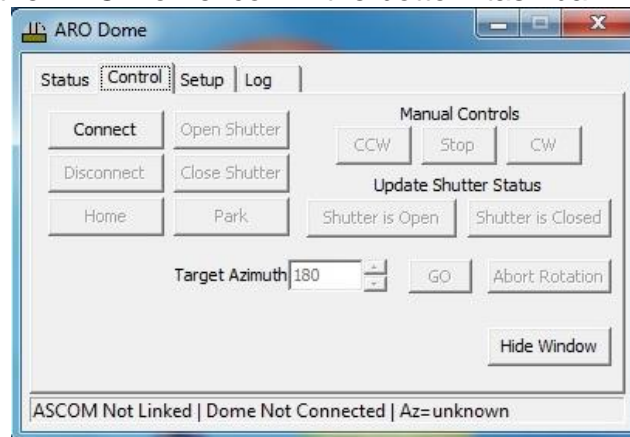 ARO Dome
Status Control Setup Log
Manual Controls
Connect Open Shutter CCW Stop CW
Disconnect Close Shutter Update Shutter Status
Home Park Shutter is Open Shutter is Closed
Target Azimuth 180 GO Abort Rotation
Hide Window
ASCOM Not Linked | Dome Not Connected | Az=unknown